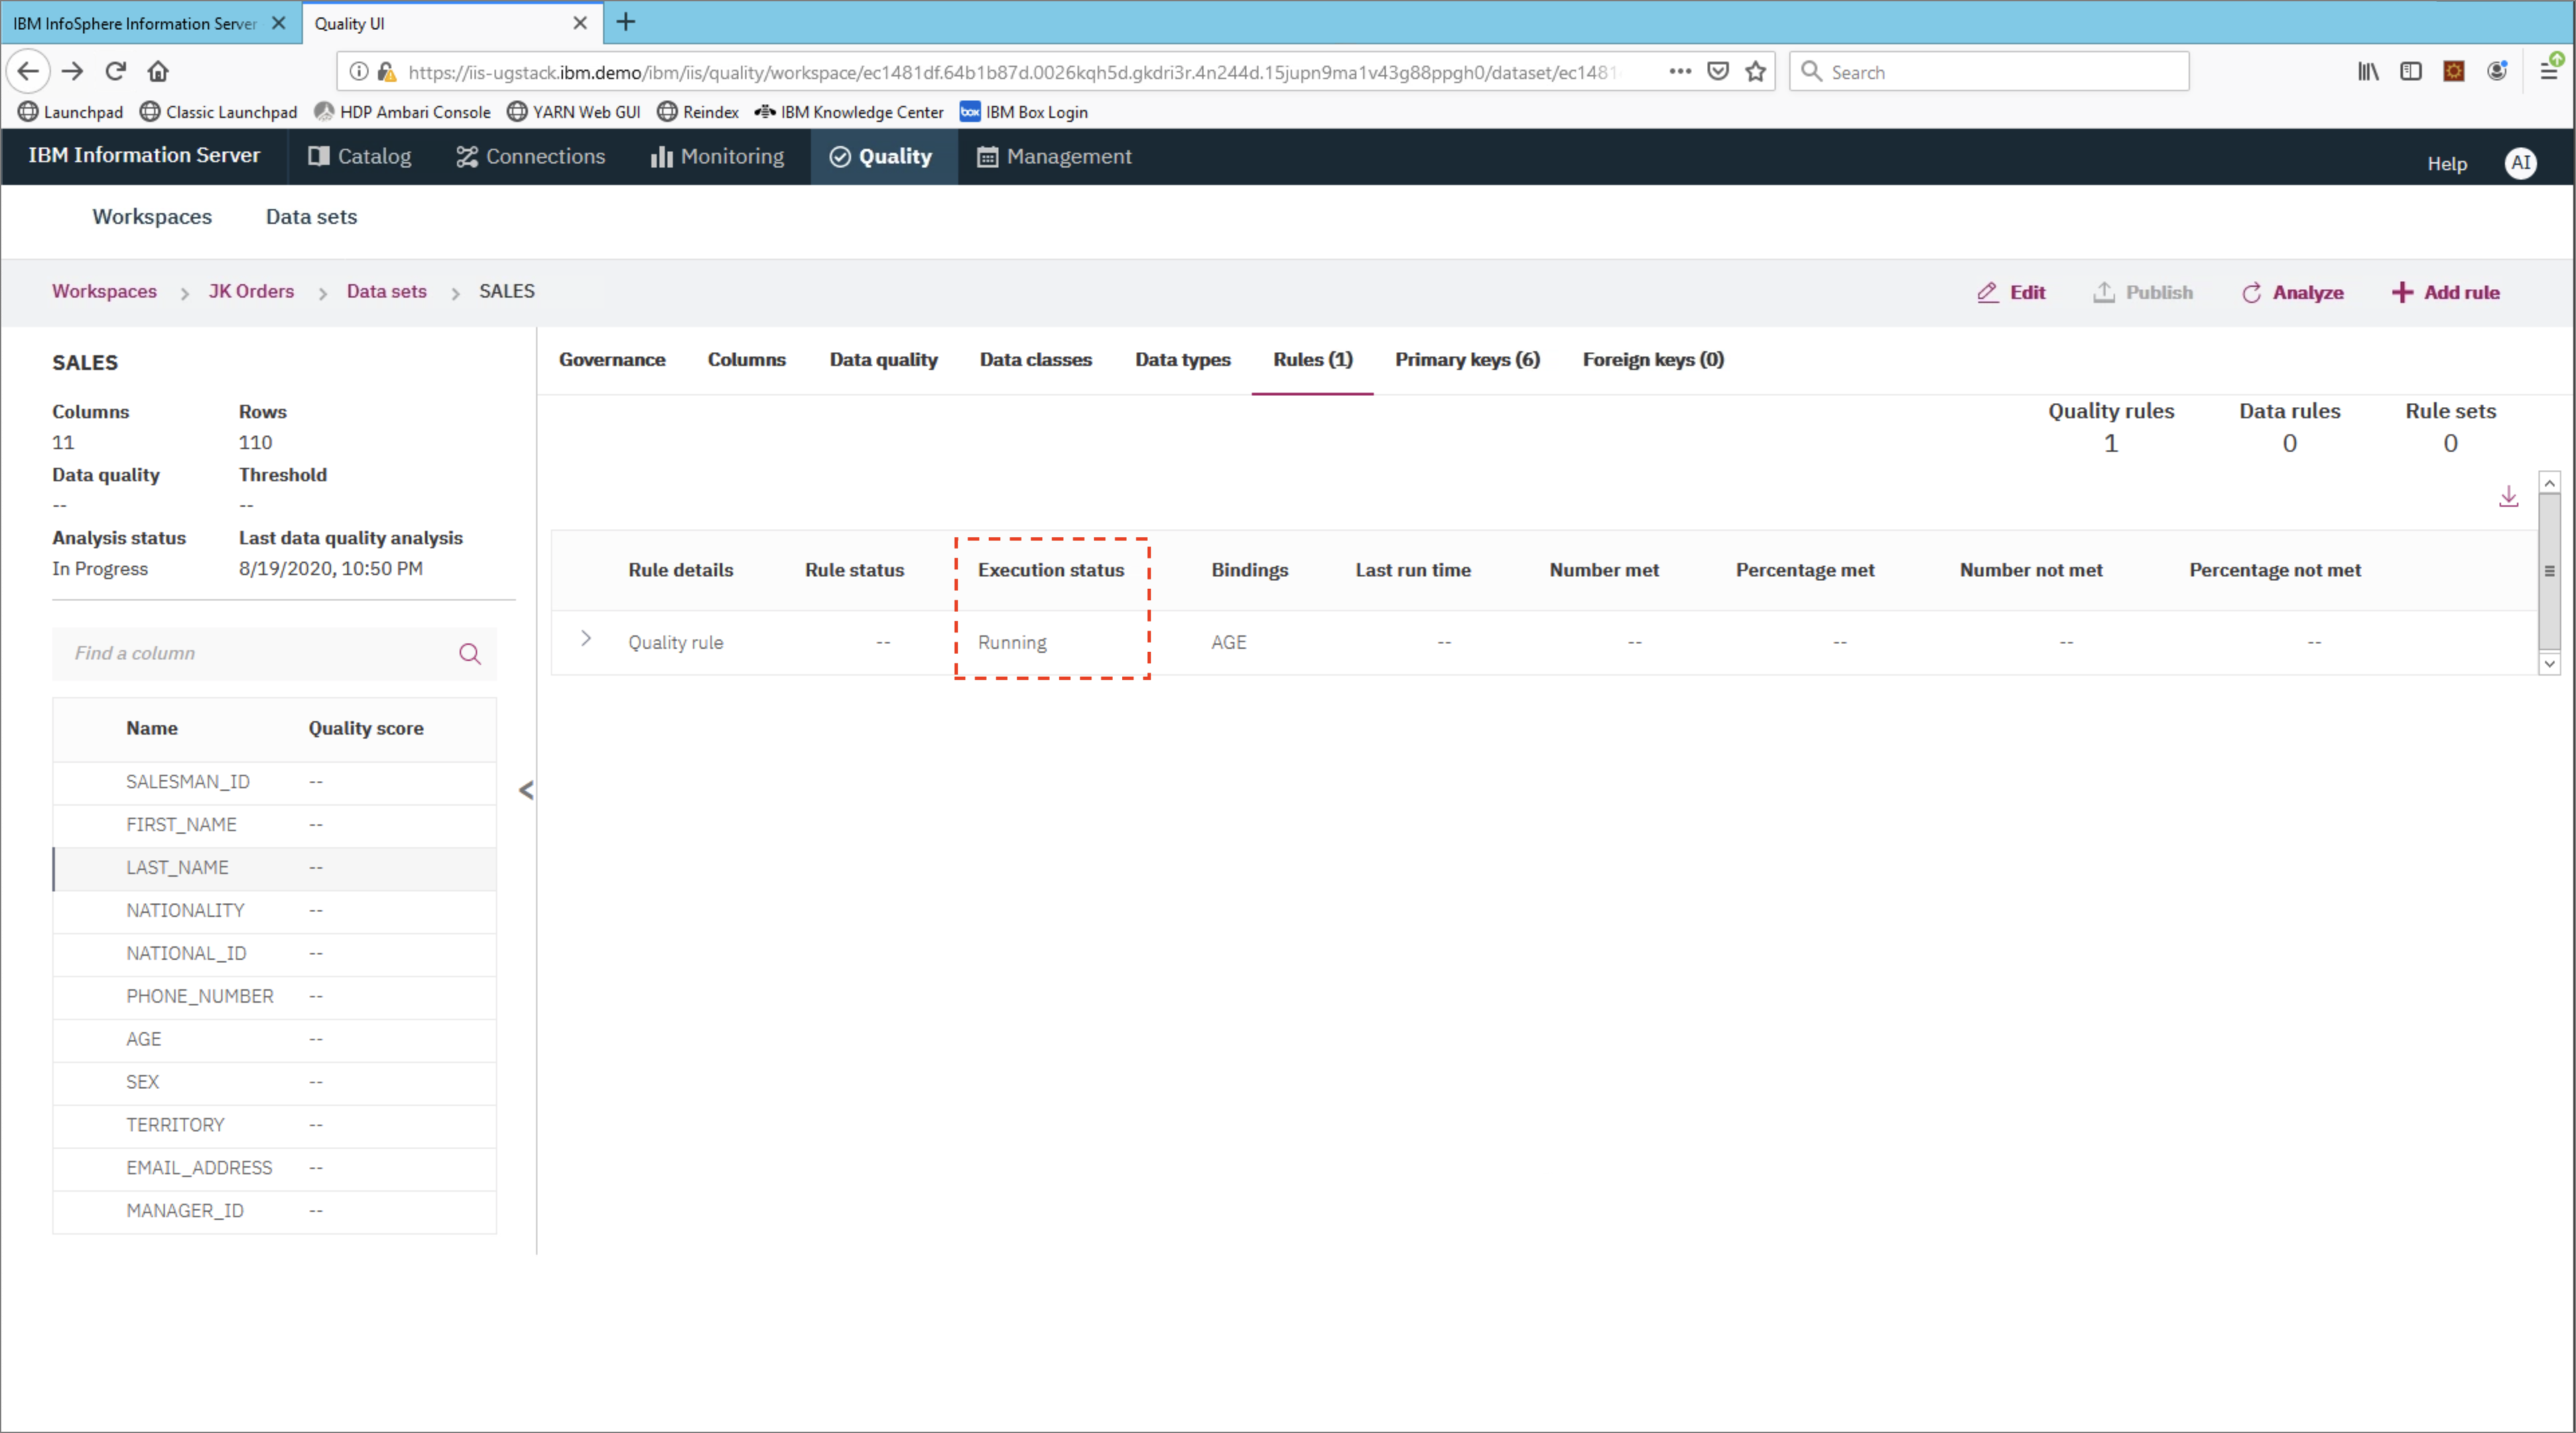 IBM InfoSphere Information Server
Quality UI
https://iis-ugstack.ibm.demo/ibm/iis/quality/workspace/ec1481df.64b1b87d.0026kqh5d.gkdri3r.4n244d.15jupn9ma1v43g88ppgh0/dataset/ec1481
Search
Launchpad Classic Launchpad HDP Ambari Console YARN Web GUI Reindex IBM Knowledge Center box IBM Box Login
IBM Information Server Catalog Connections Monitoring Quality Management Help AI
Workspaces Data sets
Workspaces > JK Orders > Data sets > SALES Edit Publish Analyze + Add rule
SALES
Columns Rows
11 110
Data quality Threshold
-- --
Analysis status Last data quality analysis
In Progress 8/19/2020, 10:50 PM
Find a column
Name Quality score
SALESMAN_ID --
FIRST_NAME --
LAST_NAME --
NATIONALITY --
NATIONAL_ID --
PHONE_NUMBER --
AGE --
SEX --
TERRITORY --
EMAIL_ADDRESS --
MANAGER_ID --
<
Governance Columns Data quality Data classes Data types Rules (1) Primary keys (6) Foreign keys (0)
Quality rules Data rules Rule sets
1 0 0
Rule details Rule status Execution status Bindings Last run time Number met Percentage met Number not met Percentage not met
Quality rule -- Running AGE -- -- -- -- --